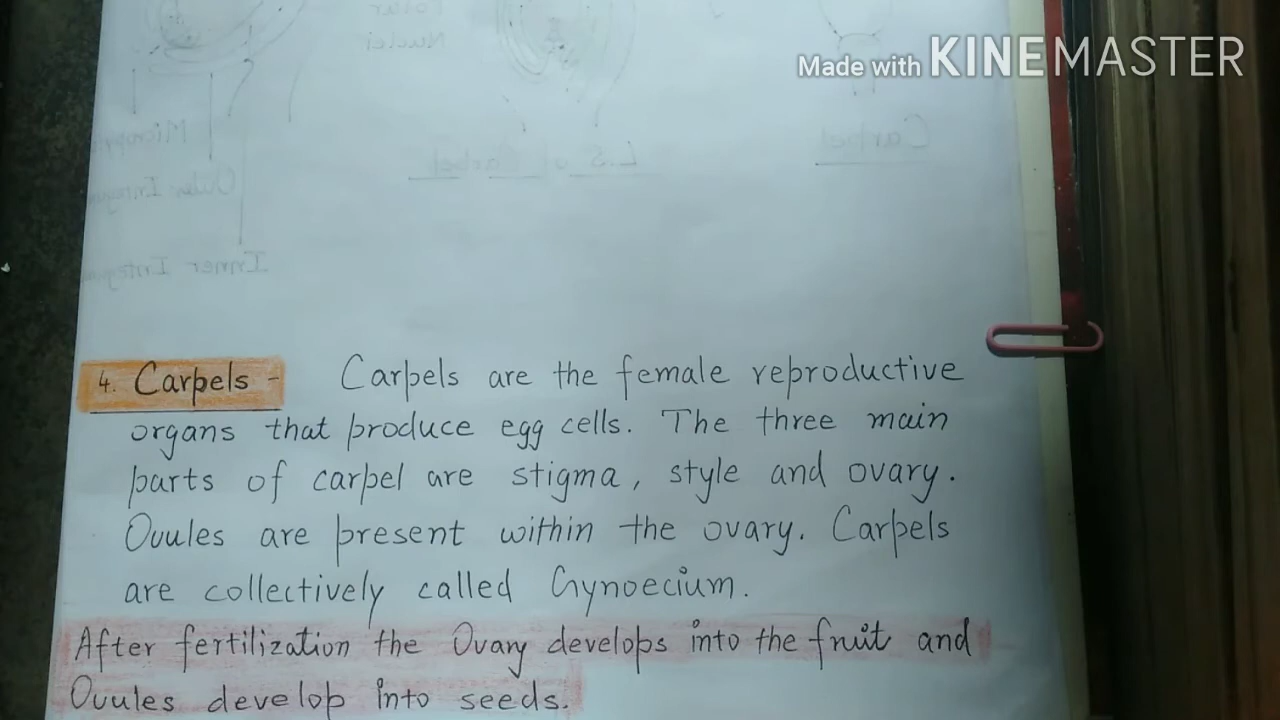 Made with KINEMASTER
4. Carpels - Carpels are the female reproductive
organs that produce egg cells. The three main
parts of carpel are stigma, style and ovary.
Ovules are present within the ovary. Carpels
are collectively called Gynoecium.
After fertilization the Ovary develops into the fruit and
Ovules develop into seeds.